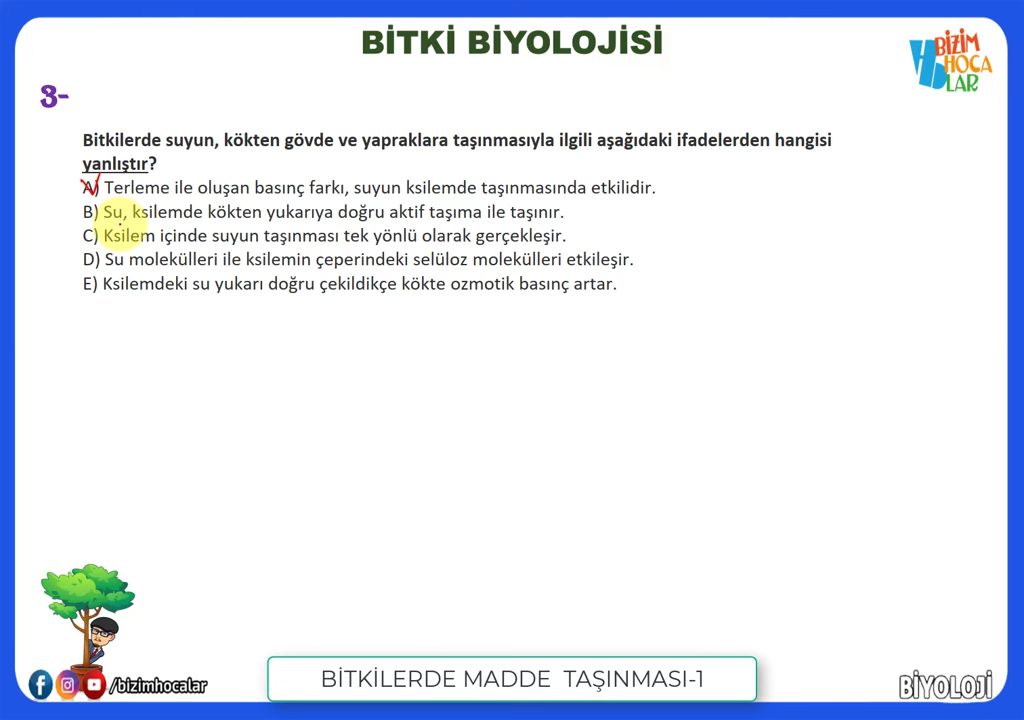 BİTKİ BİYOLOJİSİ
BİZİM
HOCA
LAR
3-
Bitkilerde suyun, kökten gövde ve yapraklara taşınmasıyla ilgili aşağıdaki ifadelerden hangisi
yanlıştır?
A) Terleme ile oluşan basınç farkı, suyun ksilemde taşınmasında etkilidir.
B) Su, ksilemde kökten yukarıya doğru aktif taşıma ile taşınır.
C) Ksilem içinde suyun taşınması tek yönlü olarak gerçekleşir.
D) Su molekülleri ile ksilemin çeperindeki selüloz molekülleri etkileşir.
E) Ksilemdeki su yukarı doğru çekildikçe kökte ozmotik basınç artar.
/bizimhocalar
BİTKİLERDE MADDE TAŞINMASI-1
BİYOLOJİ